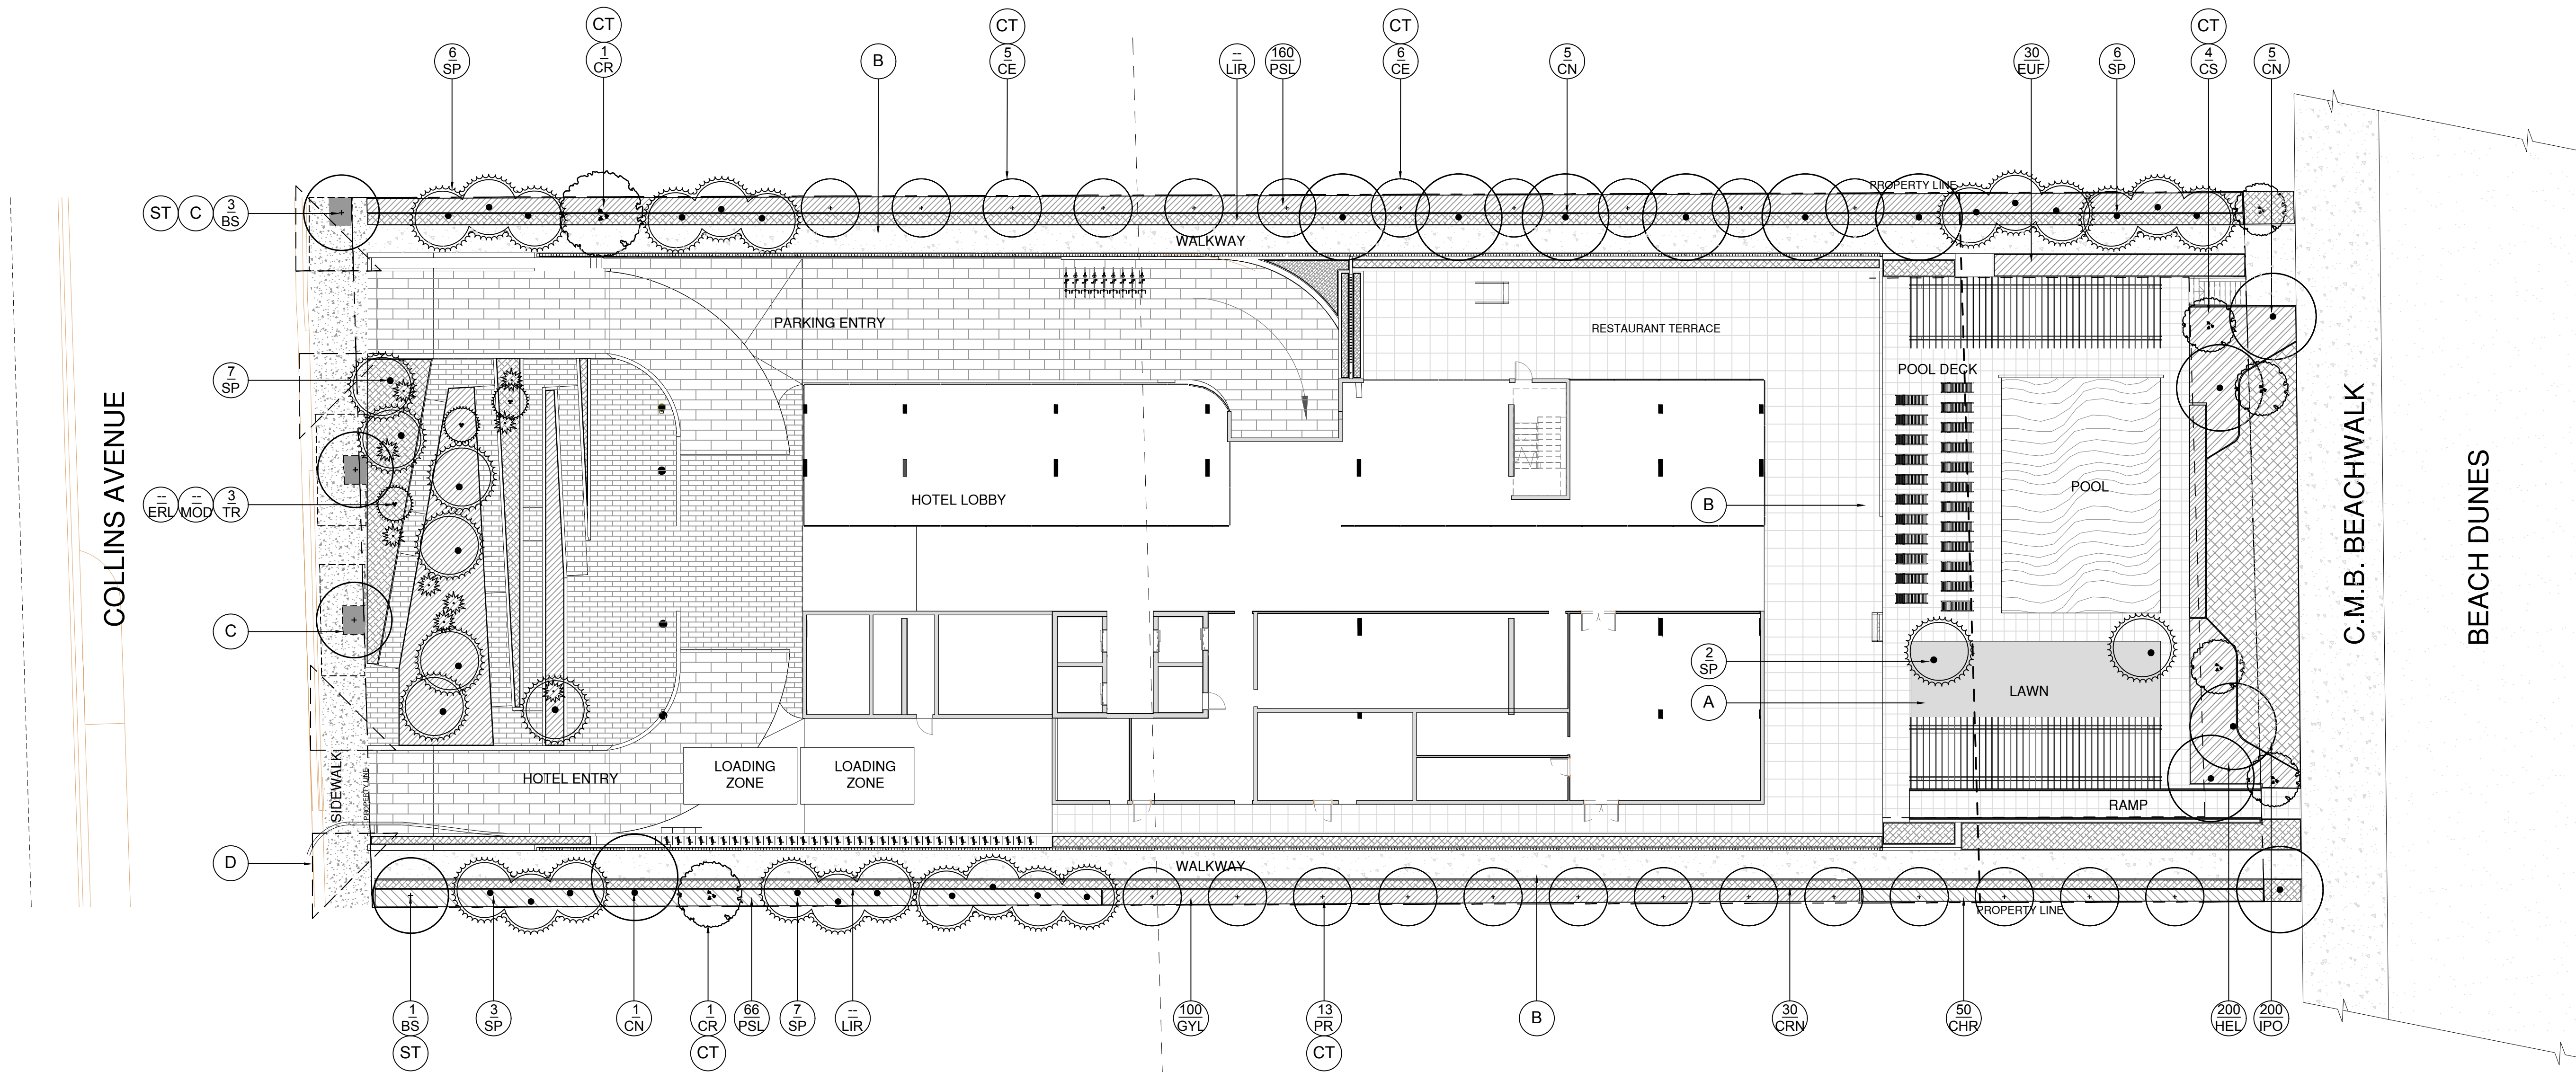 CT
CT
CT
CT
6
SP
1
CR
B
5
CE
--
LIR
160
PSL
6
CE
5
CN
30
EUF
6
SP
4
CS
5
CN
PROPERTY LINE
ST
C
3
BS
WALKWAY
PARKING ENTRY
RESTAURANT TERRACE
POOL DECK
7
SP
COLLINS AVENUE
C.M.B. BEACHWALK
BEACH DUNES
POOL
HOTEL LOBBY
--
ERL
--
MOD
3
TR
B
C
2
SP
LAWN
A
LOADING
ZONE
LOADING
ZONE
HOTEL ENTRY
SIDEWALK
PROPERTY LINE
RAMP
D
WALKWAY
PROPERTY LINE
1
BS
3
SP
1
CN
1
CR
66
PSL
7
SP
--
LIR
100
GYL
13
PR
B
30
CRN
50
CHR
200
HEL
200
IPO
ST
CT
CT